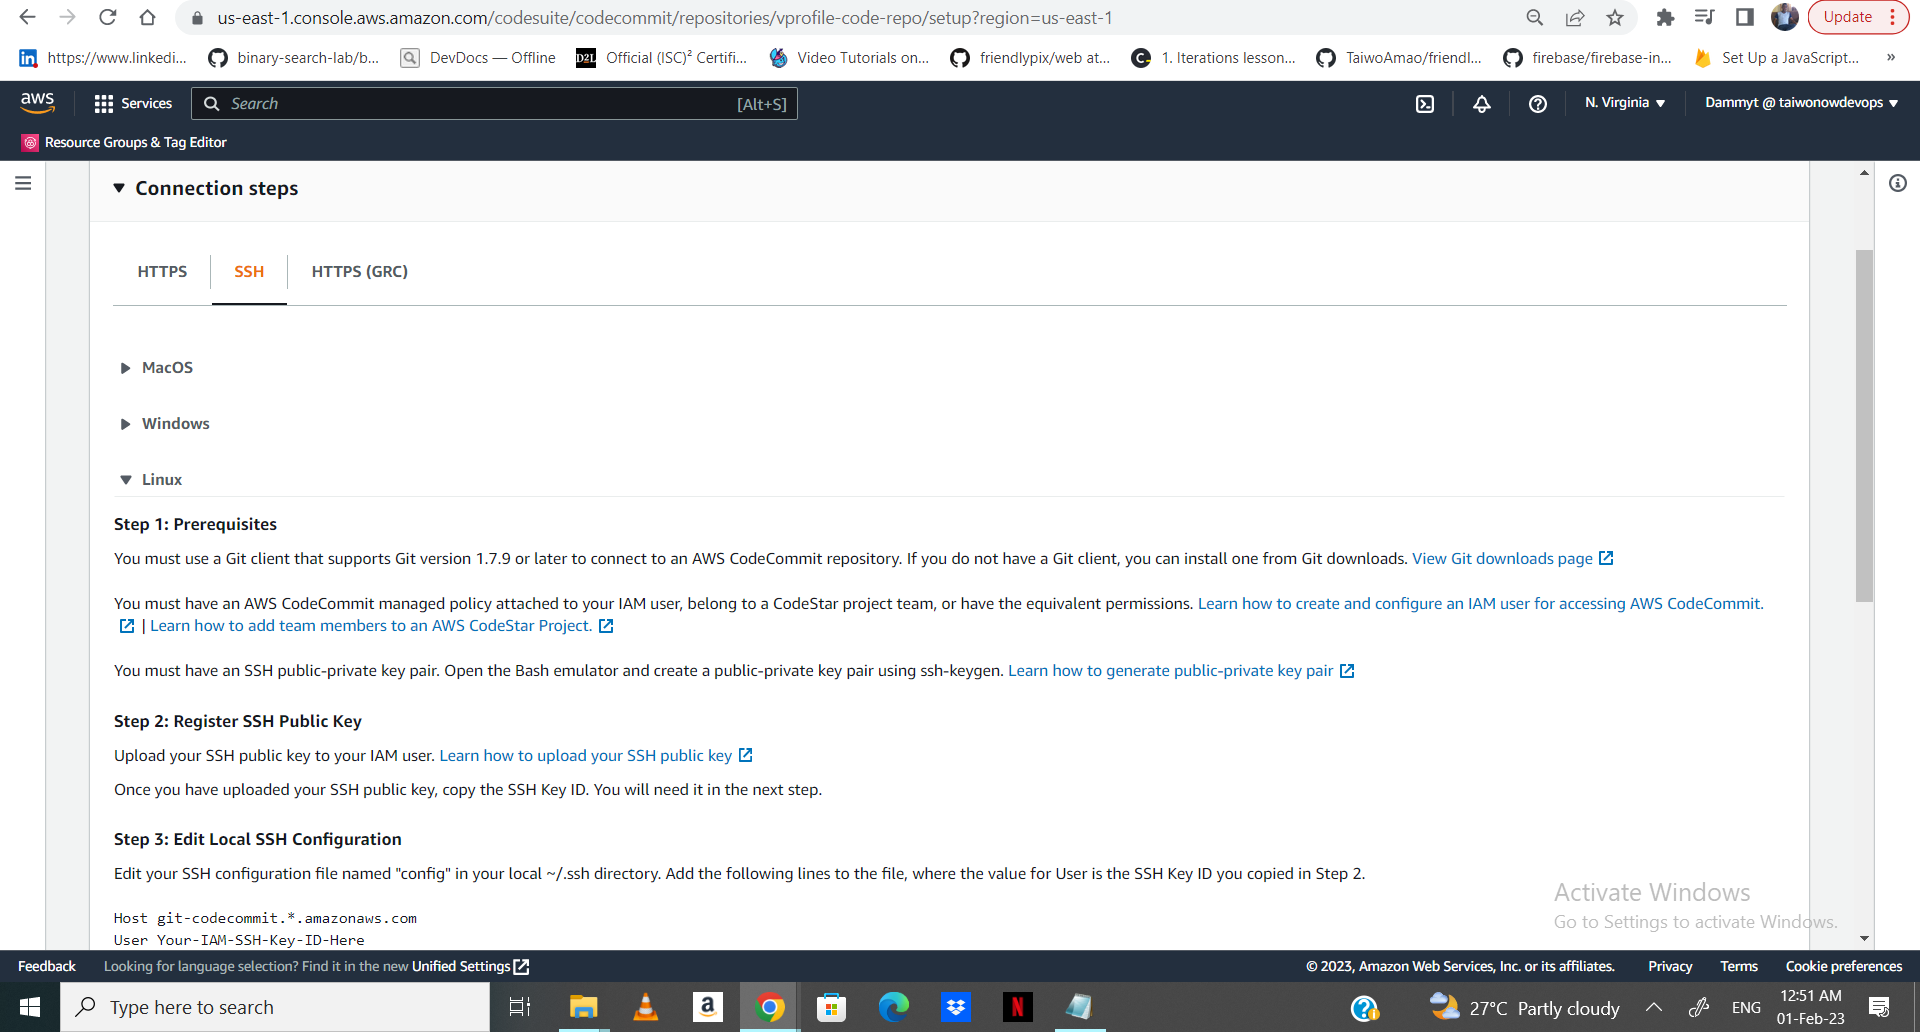 us-east-1.console.aws.amazon.com/codesuite/codecommit/repositories/vprofile-code-repo/setup?region=us-east-1
Update
https://www.linkedi...
binary-search-lab/b...
DevDocs — Offline
D2L
Official (ISC)² Certifi...
Video Tutorials on...
friendlypix/web at...
1. Iterations lesson...
TaiwoAmao/friendl...
firebase/firebase-in...
Set Up a JavaScript...
»
aws
Services
Search
[Alt+S]
N. Virginia
Dammyt @ taiwonowdevops
Resource Groups & Tag Editor
Connection steps
HTTPS
SSH
HTTPS (GRC)
MacOS
Windows
Linux
Step 1: Prerequisites
You must use a Git client that supports Git version 1.7.9 or later to connect to an AWS CodeCommit repository. If you do not have a Git client, you can install one from Git downloads. View Git downloads page
You must have an AWS CodeCommit managed policy attached to your IAM user, belong to a CodeStar project team, or have the equivalent permissions. Learn how to create and configure an IAM user for accessing AWS CodeCommit.
| Learn how to add team members to an AWS CodeStar Project.
You must have an SSH public-private key pair. Open the Bash emulator and create a public-private key pair using ssh-keygen. Learn how to generate public-private key pair
Step 2: Register SSH Public Key
Upload your SSH public key to your IAM user. Learn how to upload your SSH public key
Once you have uploaded your SSH public key, copy the SSH Key ID. You will need it in the next step.
Step 3: Edit Local SSH Configuration
Edit your SSH configuration file named "config" in your local ~/.ssh directory. Add the following lines to the file, where the value for User is the SSH Key ID you copied in Step 2.
Host git-codecommit.*.amazonaws.com
User Your-IAM-SSH-Key-ID-Here
Activate Windows
Go to Settings to activate Windows.
Feedback
Looking for language selection? Find it in the new Unified Settings
© 2023, Amazon Web Services, Inc. or its affiliates.
Privacy
Terms
Cookie preferences
Type here to search
27°C Partly cloudy
ENG
12:51 AM
01-Feb-23